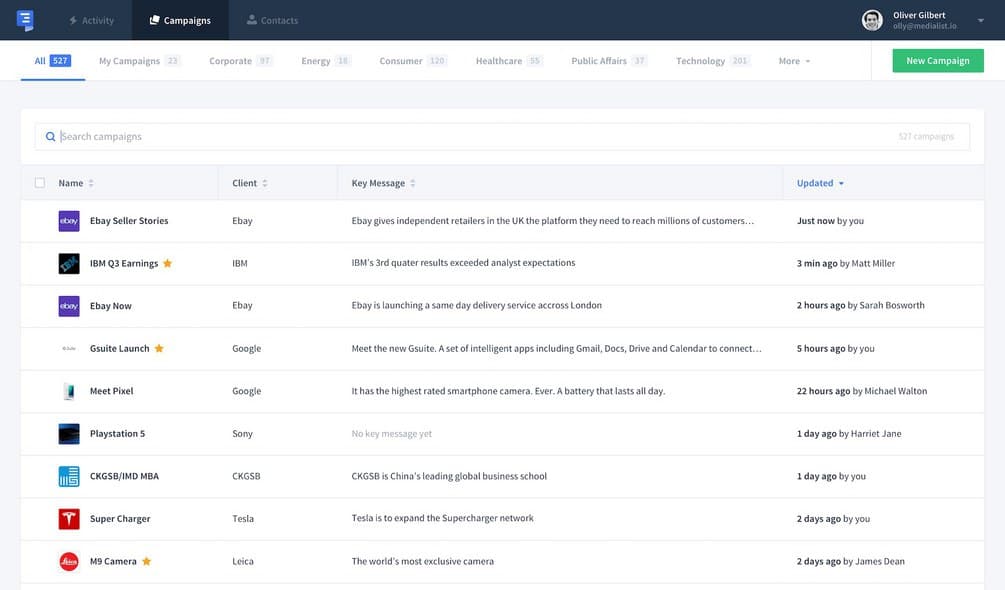 Activity Campaigns Contacts Oliver Gilbert
olly@medialist.io
All 527 My Campaigns 23 Corporate 97 Energy 18 Consumer 120 Healthcare 55 Public Affairs 37 Technology 201 More New Campaign
Search campaigns 527 campaigns
Name Client Key Message Updated
ebay Ebay Seller Stories Ebay Ebay gives independent retailers in the UK the platform they need to reach millions of customers… Just now by you
IBM IBM Q3 Earnings IBM IBM's 3rd quater results exceeded analyst expectations 3 min ago by Matt Miller
ebay Ebay Now Ebay Ebay is launching a same day delivery service accross London 2 hours ago by Sarah Bosworth
Gsuite Launch Google Meet the new Gsuite. A set of intelligent apps including Gmail, Docs, Drive and Calendar to connect… 5 hours ago by you
Meet Pixel Google It has the highest rated smartphone camera. Ever. A battery that lasts all day. 22 hours ago by Michael Walton
Playstation 5 Sony No key message yet 1 day ago by Harriet Jane
CKGSB/IMD MBA CKGSB CKGSB is China's leading global business school 1 day ago by you
Super Charger Tesla Tesla is to expand the Supercharger network 2 days ago by you
Leica M9 Camera Leica The world's most exclusive camera 2 days ago by James Dean